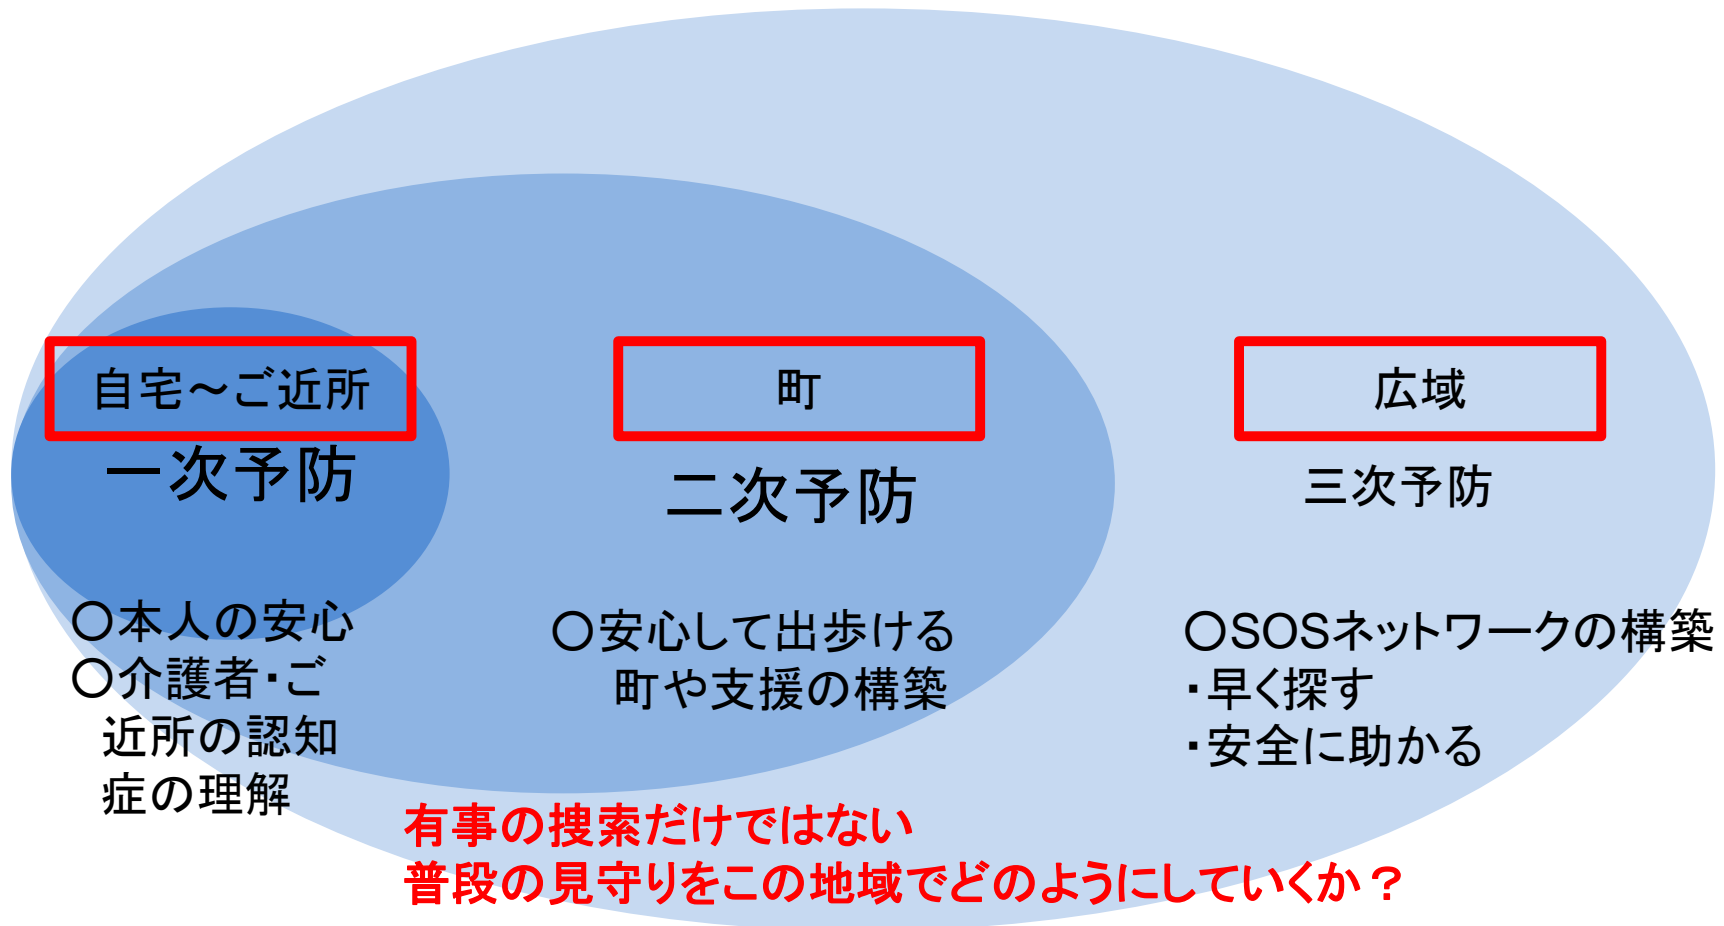 自宅～ご近所
一次予防
〇本人の安心
〇介護者・ご
近所の認知
症の理解
町
二次予防
〇安心して出歩ける
町や支援の構築
広域
三次予防
〇SOSネットワークの構築
・早く探す
・安全に助かる
有事の捜索だけではない
普段の見守りをこの地域でどのようにしていくか？